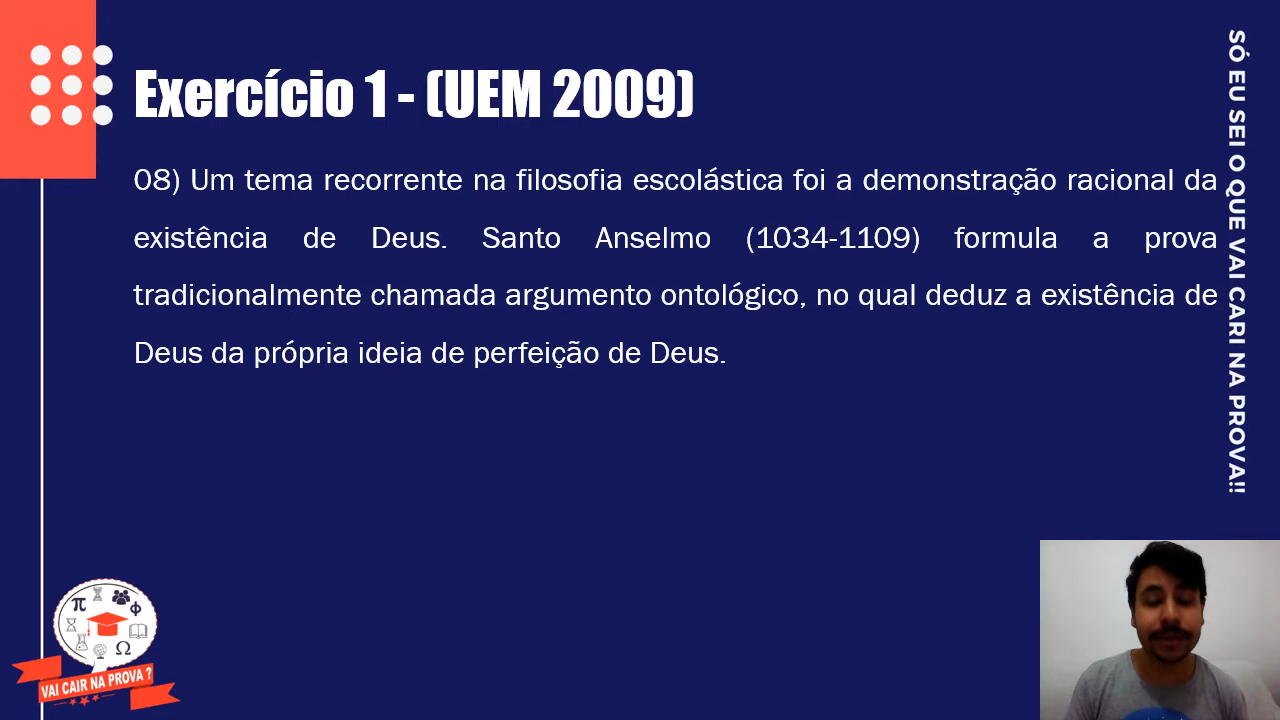 Exercício 1 - (UEM 2009)
08) Um tema recorrente na filosofia escolástica foi a demonstração racional da
existência de Deus. Santo Anselmo (1034-1109) formula a prova
tradicionalmente chamada argumento ontológico, no qual deduz a existência de
Deus da própria ideia de perfeição de Deus.
SÓ EU SEI O QUE VAI CARI NA PROVA!!
π
Φ
Ω
VAI CAIR NA PROVA ?